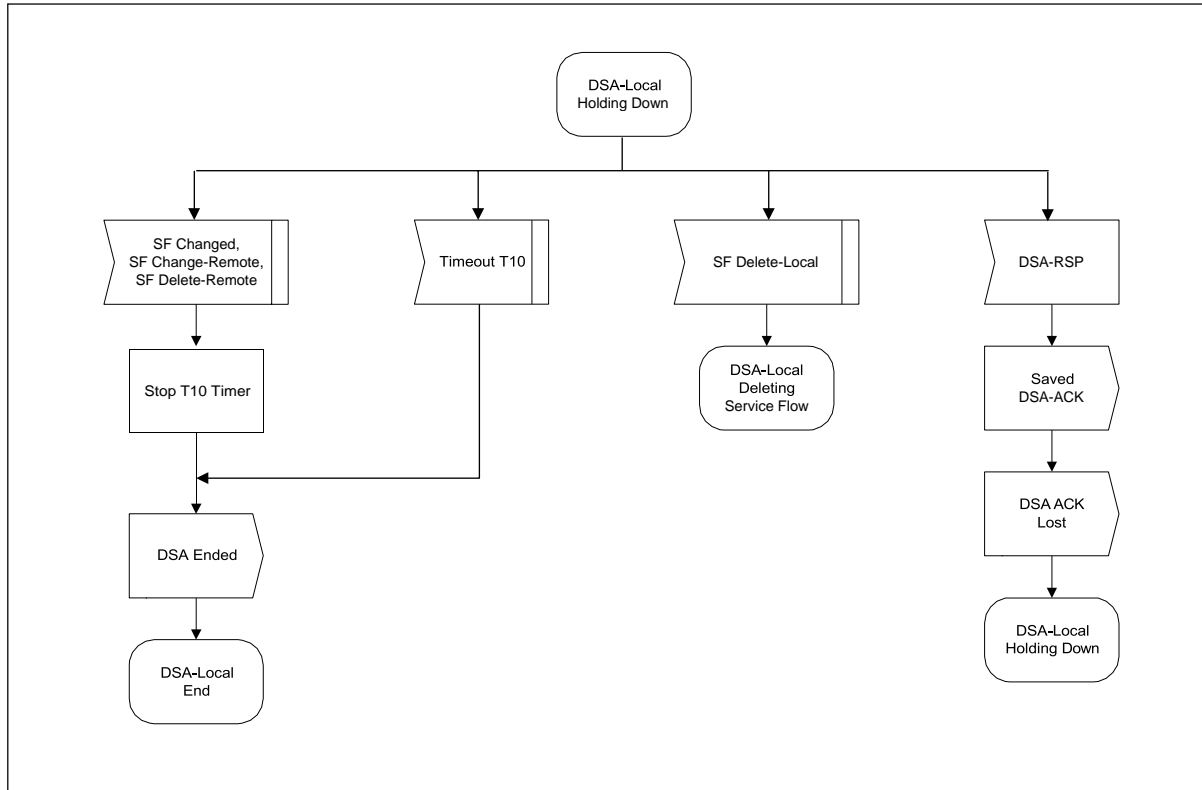 DSA-Local
Holding Down
SF Changed,
SF Change-Remote,
SF Delete-Remote
Timeout T10
SF Delete-Local
DSA-RSP
Stop T10 Timer
DSA-Local
Deleting
Service Flow
Saved
DSA-ACK
DSA Ended
DSA ACK
Lost
DSA-Local
End
DSA-Local
Holding Down